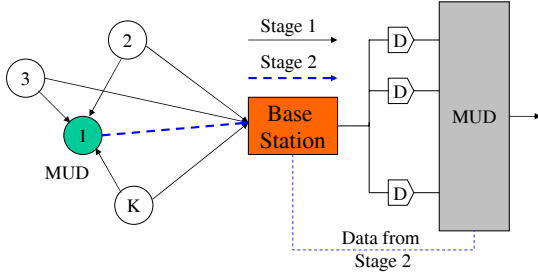 2
Stage 1
3
Stage 2
D
D
1
MUD
Base
Station
MUD
K
D
Data from
Stage 2